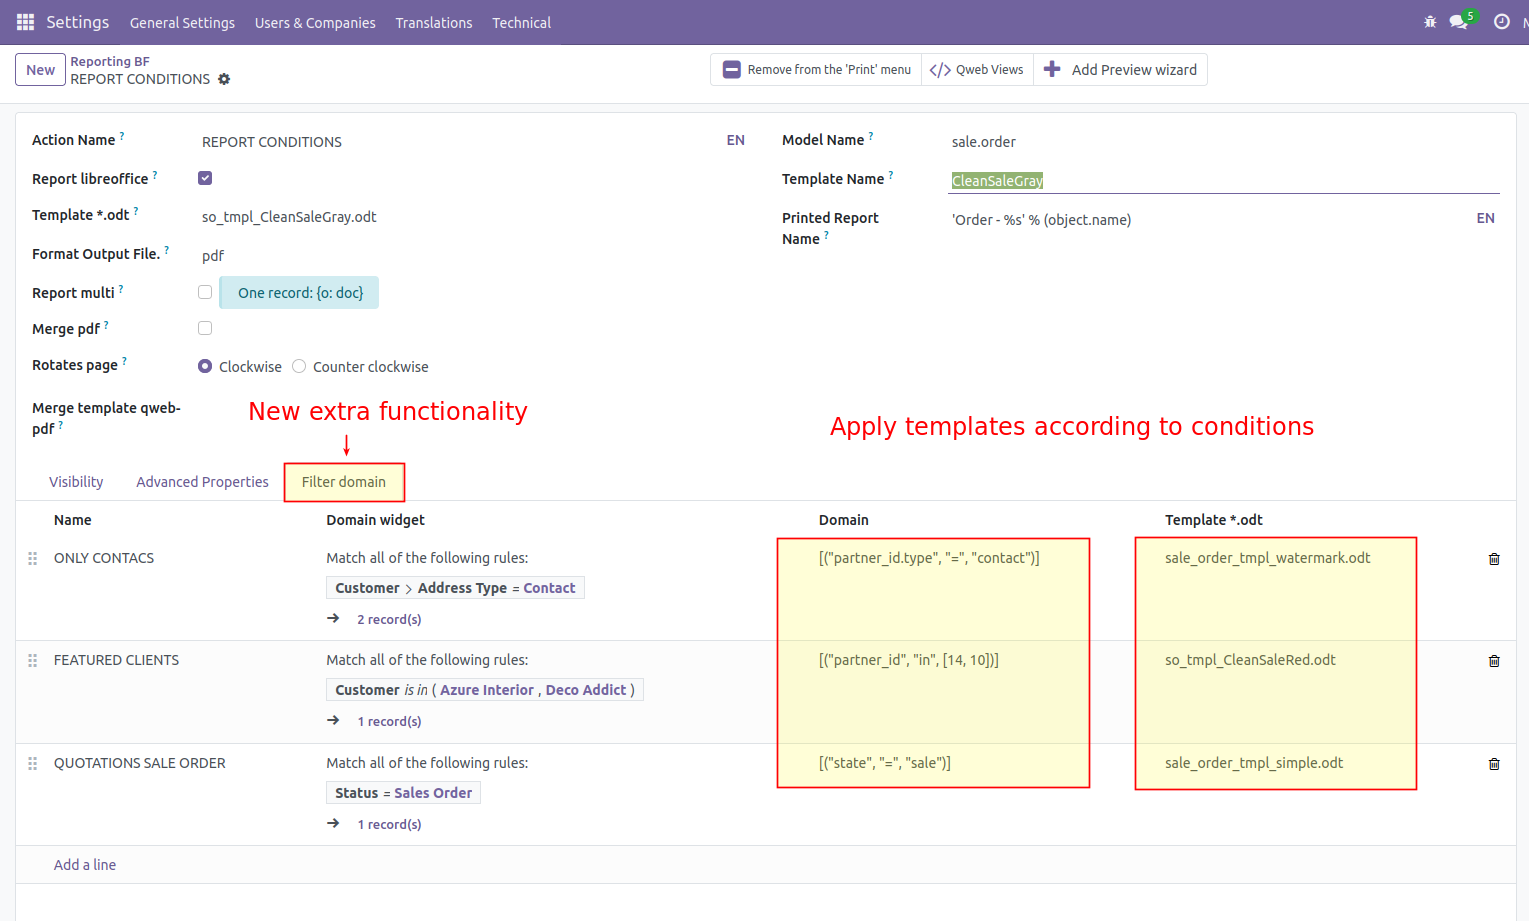 Settings General Settings Users & Companies Translations Technical 5
New Reporting BF
REPORT CONDITIONS
Remove from the 'Print' menu </> Qweb Views Add Preview wizard
Action Name ? REPORT CONDITIONS EN
Model Name ? sale.order
Report libreoffice ?
Template Name ? CleanSaleGray
Template *.odt ? so_tmpl_CleanSaleGray.odt
Printed Report
Name ?
'Order - %s' % (object.name) EN
Format Output File. ? pdf
Report multi ? One record: {o: doc}
Merge pdf ?
Rotates page ? Clockwise Counter clockwise
Merge template qweb-
pdf ?
New extra functionality
Apply templates according to conditions
Visibility Advanced Properties Filter domain
Name Domain widget Domain Template *.odt
ONLY CONTACS Match all of the following rules: [("partner_id.type", "=", "contact")] sale_order_tmpl_watermark.odt
Customer > Address Type = Contact
→ 2 record(s)
FEATURED CLIENTS Match all of the following rules: [("partner_id", "in", [14, 10])] so_tmpl_CleanSaleRed.odt
Customer is in ( Azure Interior , Deco Addict )
→ 1 record(s)
QUOTATIONS SALE ORDER Match all of the following rules: [("state", "=", "sale")] sale_order_tmpl_simple.odt
Status = Sales Order
→ 1 record(s)
Add a line